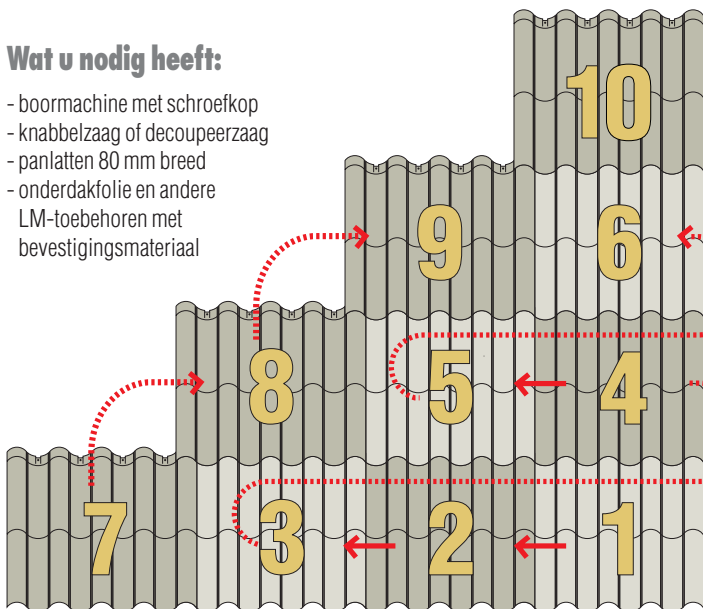 Wat u nodig heeft:
- boormachine met schroefkop
- knabbelzaag of decoupeerzaag
- panlatten 80 mm breed
- onderdakfolie en andere
LM-toebehoren met
bevestigingsmateriaal
10
9 6
8 5 4
7 3 2 1